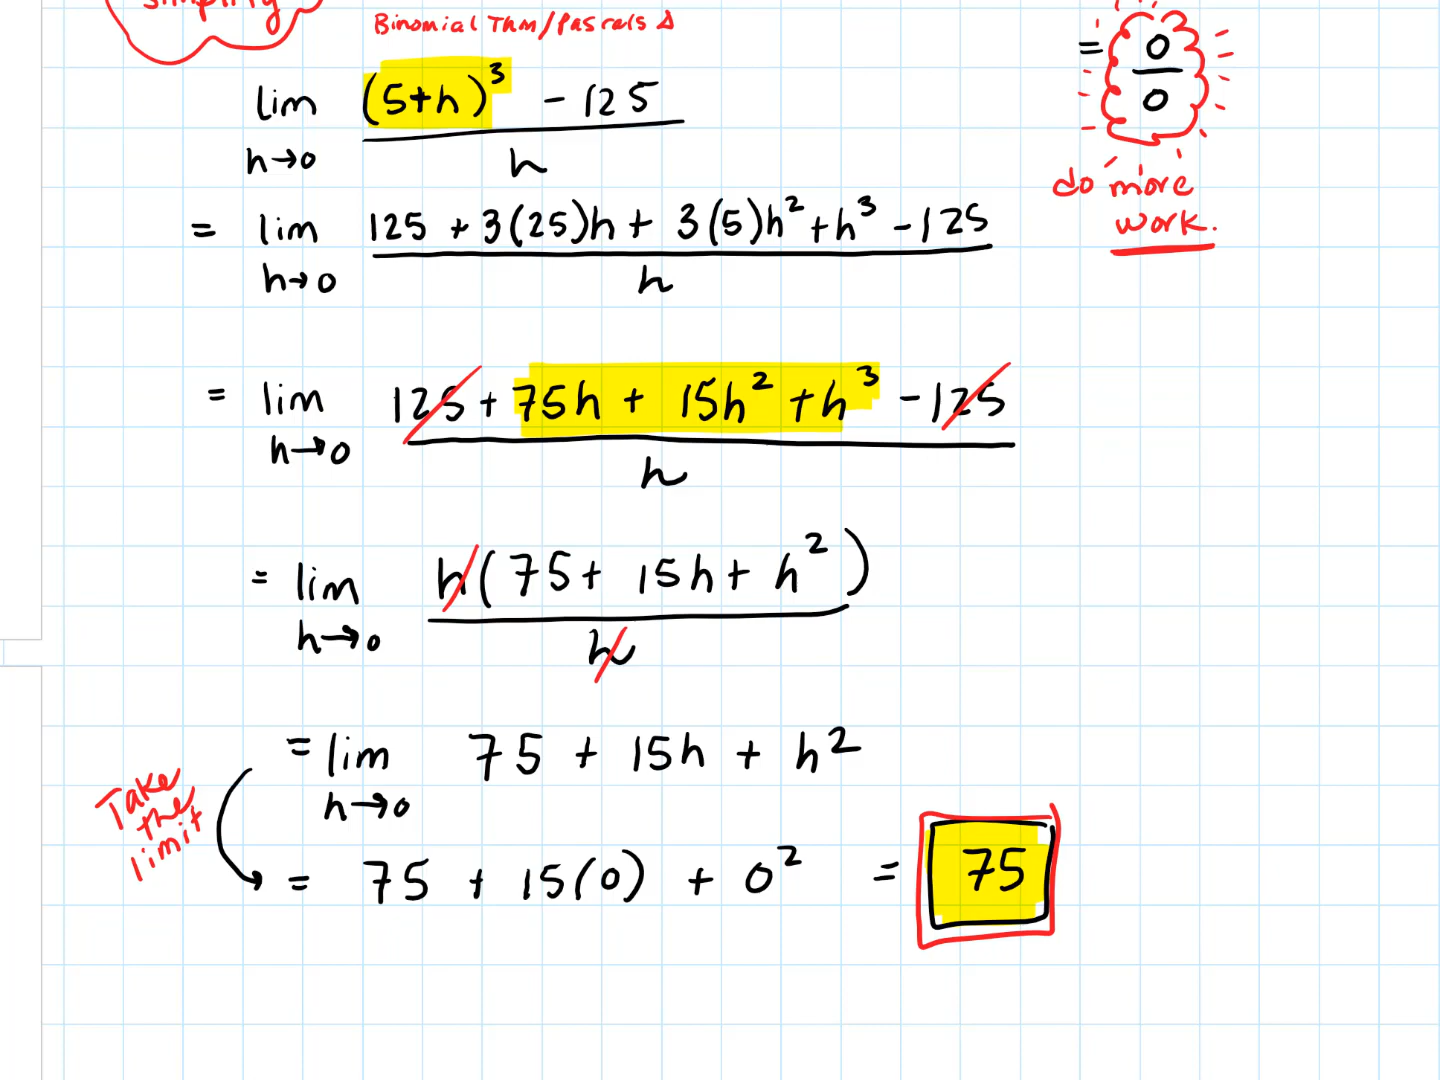 simplify
Binomial Thm/Pascals Δ
lim h→0 ((5+h)³ - 125)/h
= 0/0
do more
work.
= lim h→0 (125 + 3(25)h + 3(5)h² + h³ - 125)/h
= lim h→0 (125 + 75h + 15h² + h³ - 125)/h
= lim h→0 h(75 + 15h + h²)/h
= lim h→0 75 + 15h + h²
Take
the
limit
= 75 + 15(0) + 0² = 75